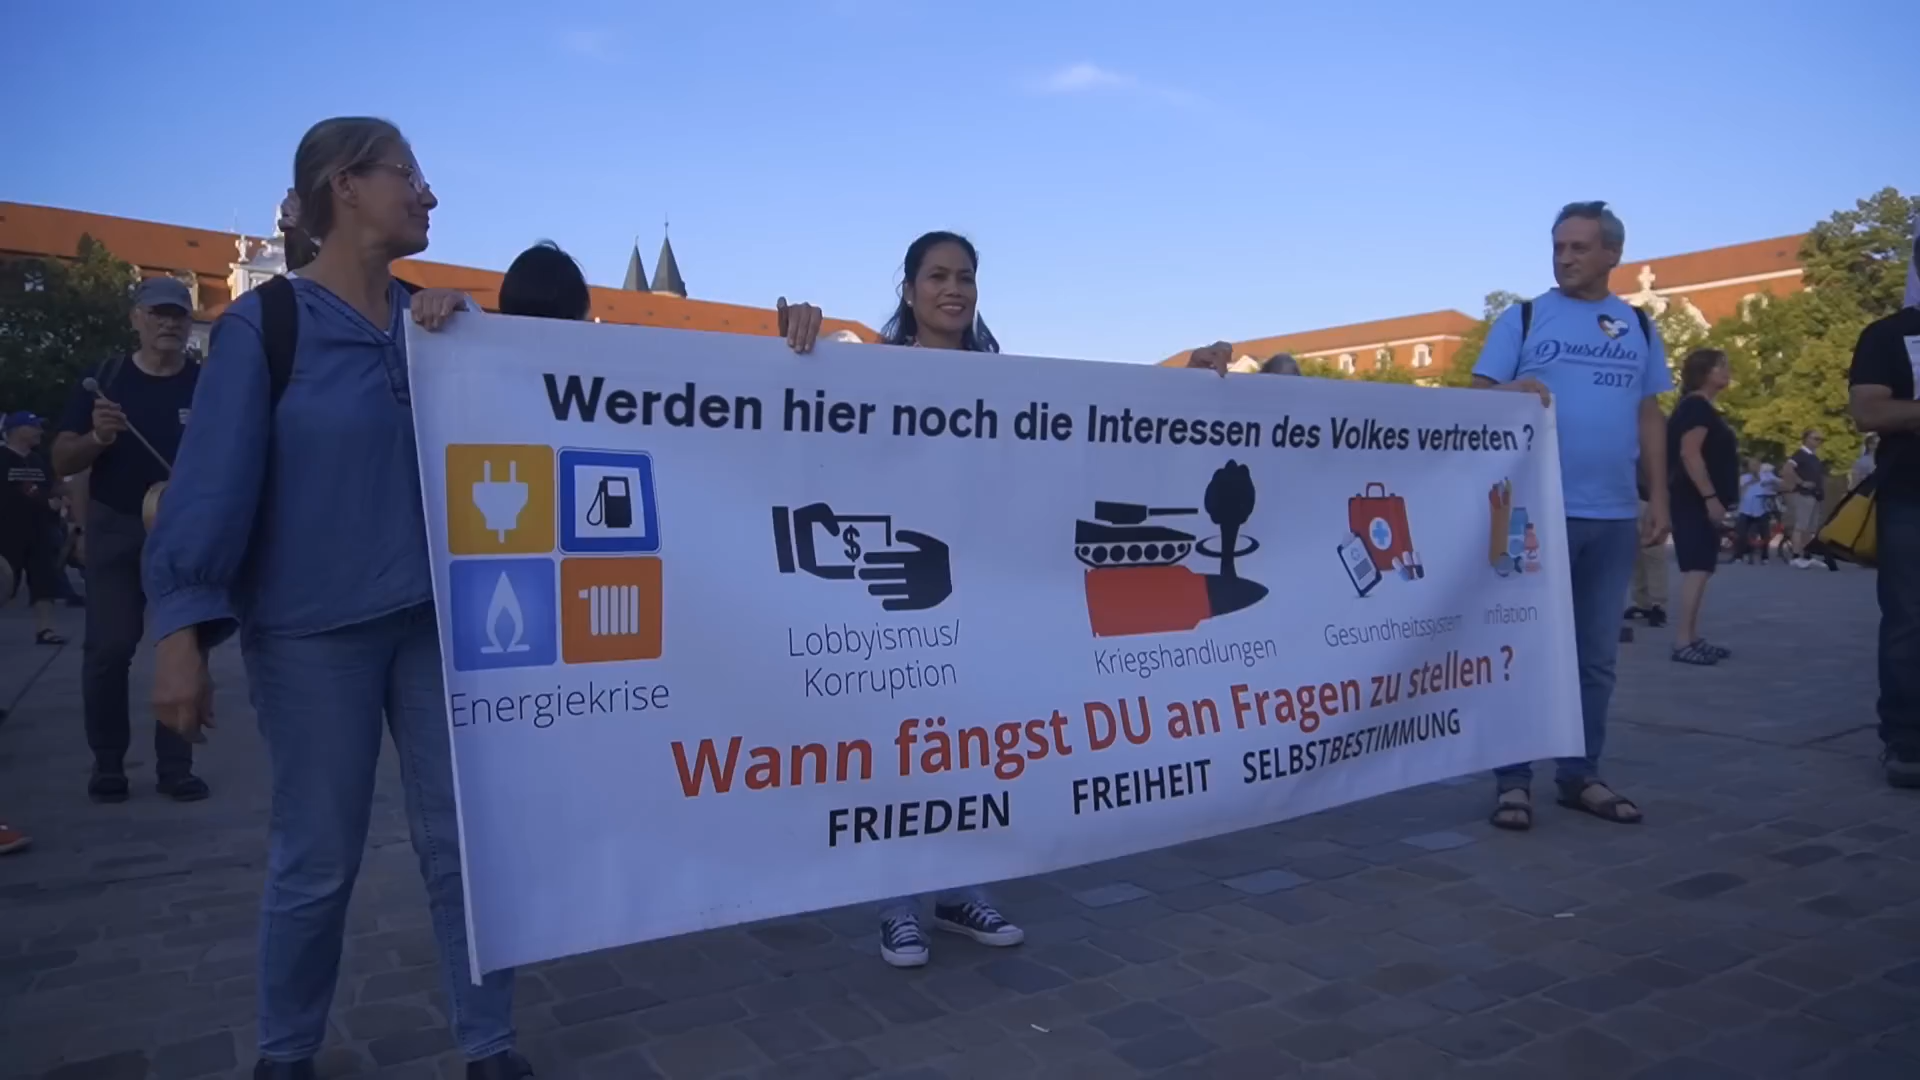 Werden hier noch die Interessen des Volkes vertreten ?
$
Lobbyismus/
Korruption
Kriegshandlungen
Gesundheitssystem
Inflation
Energiekrise
Wann fängst DU an Fragen zu stellen ?
FRIEDEN FREIHEIT SELBSTBESTIMMUNG
Druschba
2017